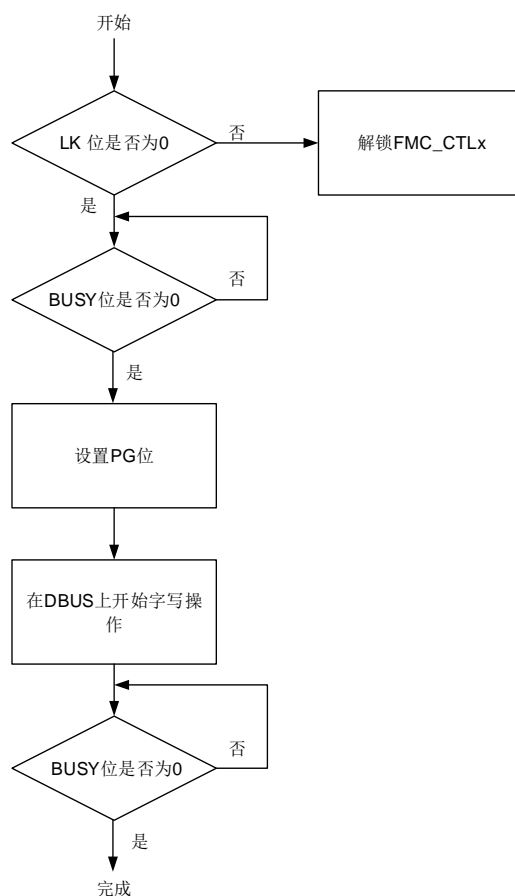 开始
LK 位是否为0
否
解锁FMC_CTLx
是
BUSY位是否为0
否
是
设置PG位
在DBUS上开始字写操
作
否
BUSY位是否为0
是
完成